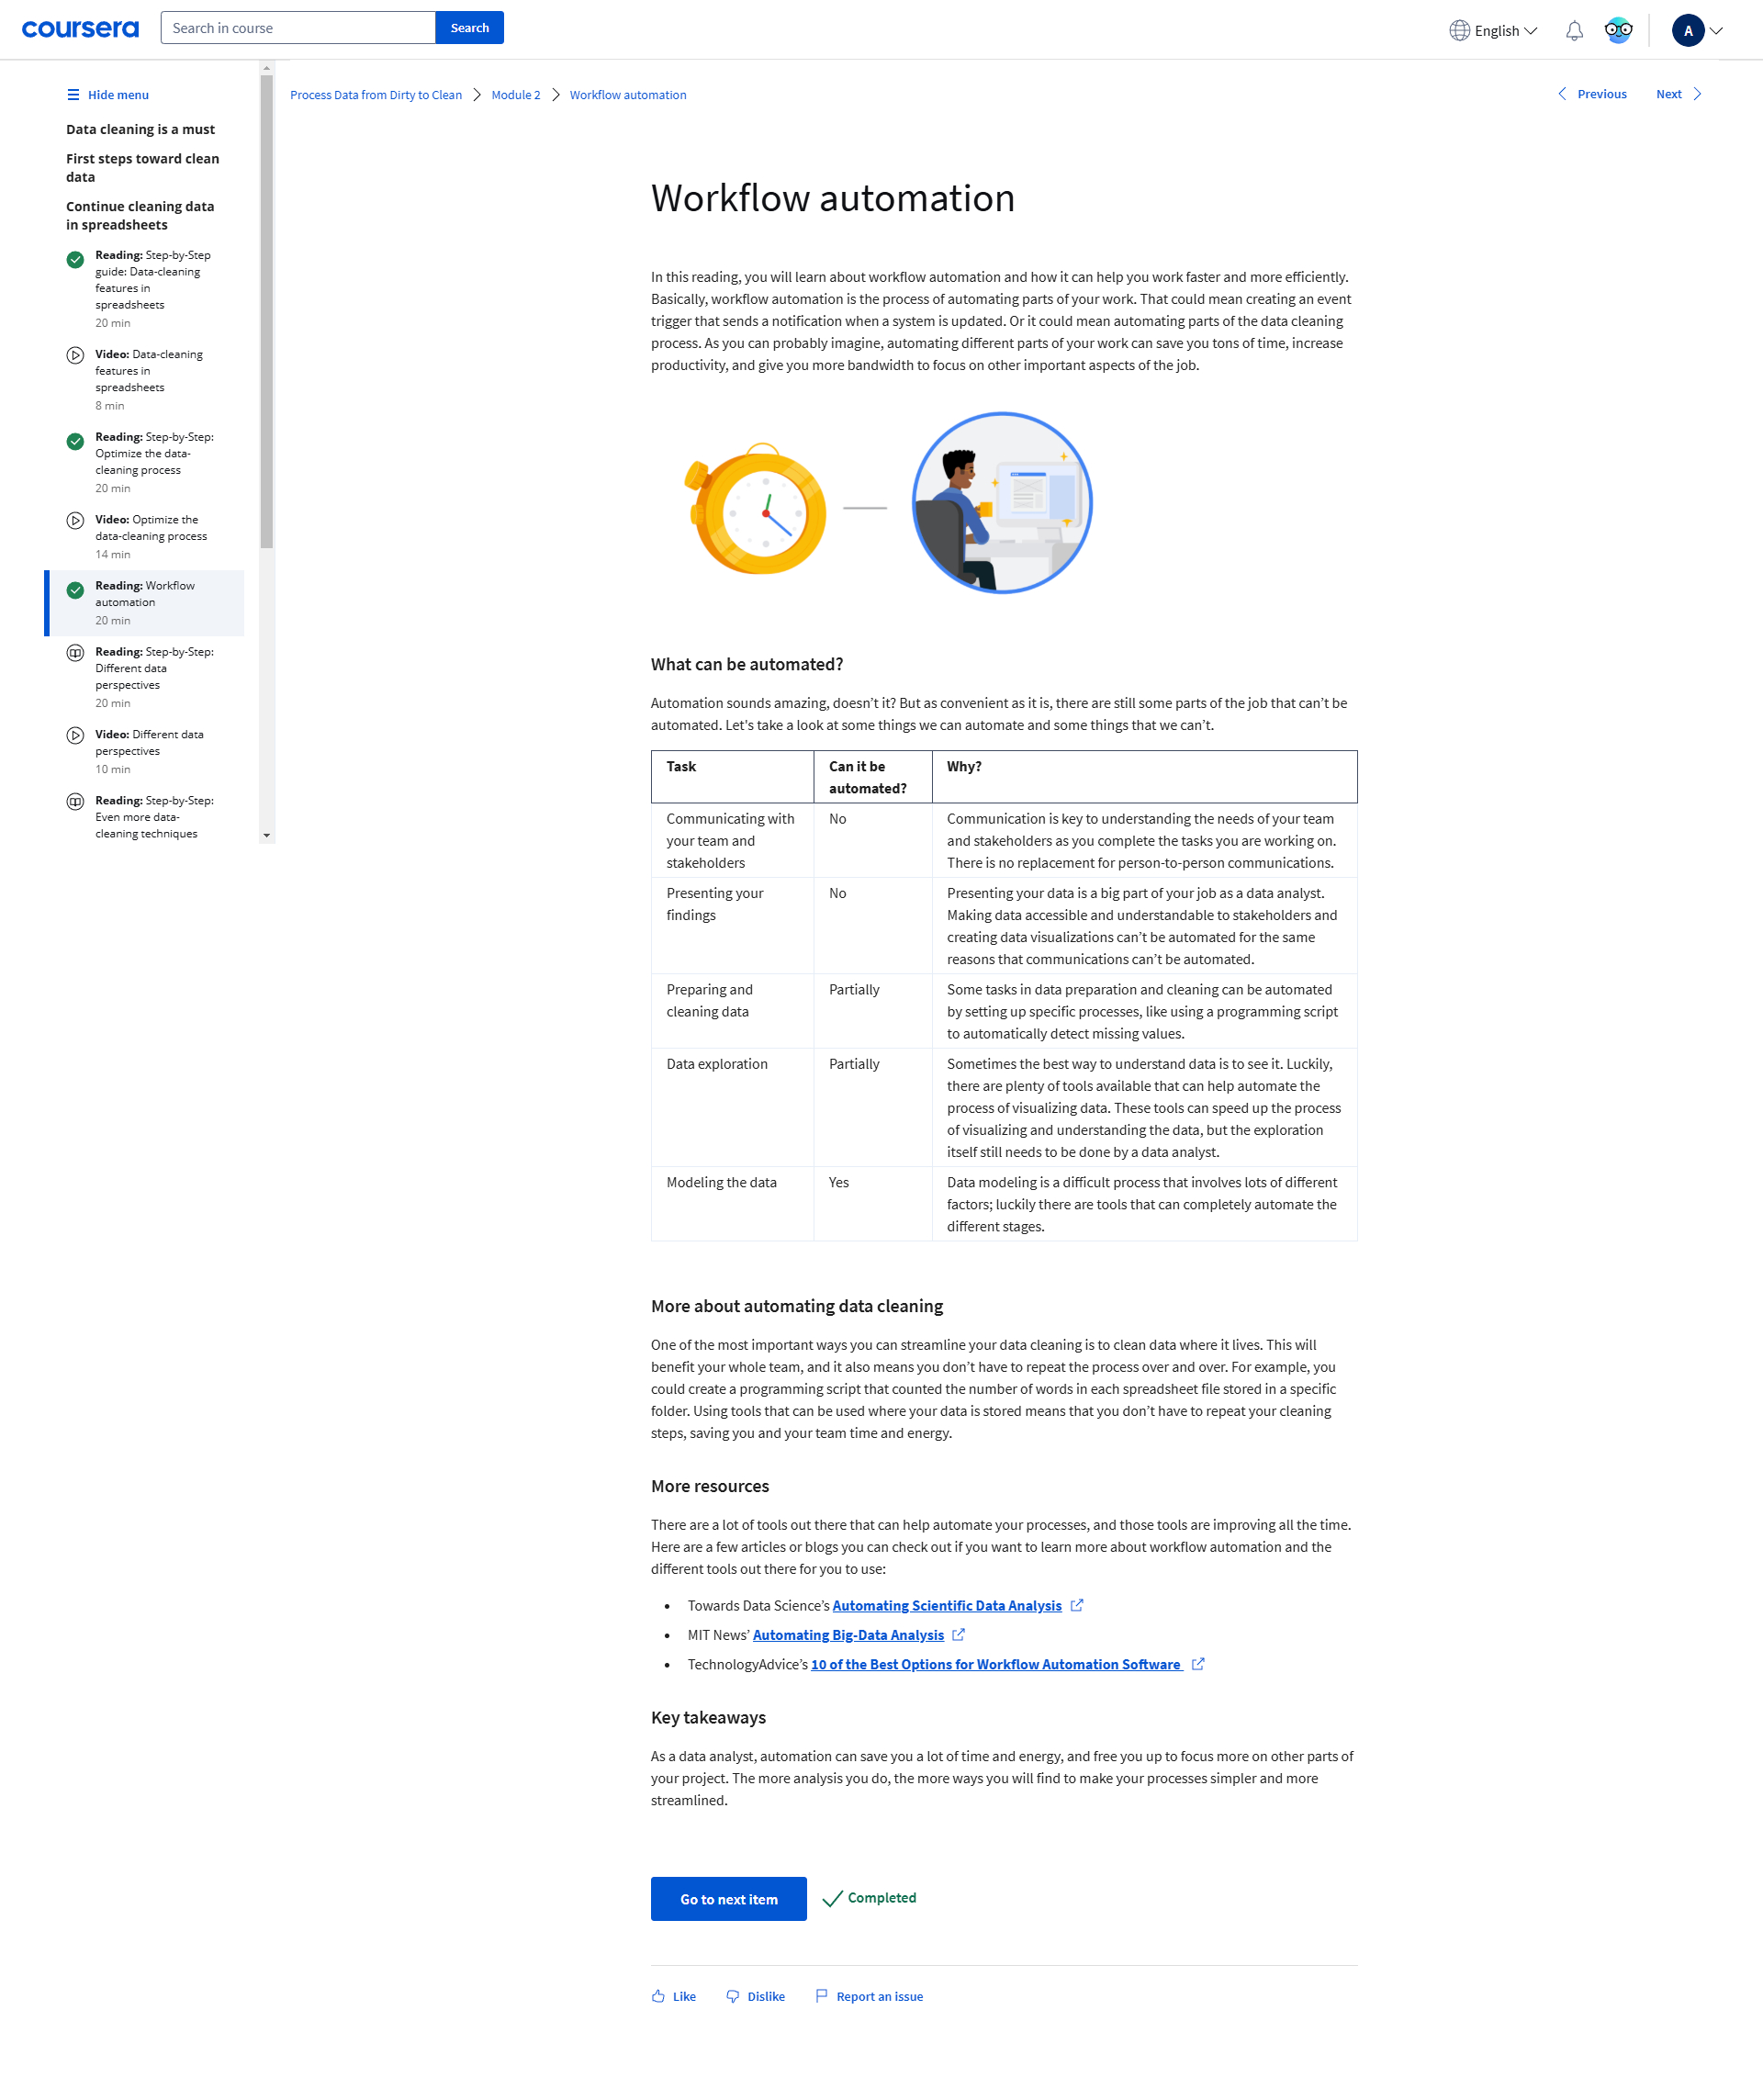 coursera
Search in course
Search
English
A
Hide menu
Data cleaning is a must
First steps toward clean
data
Continue cleaning data
in spreadsheets
Reading: Step-by-Step
guide: Data-cleaning
features in
spreadsheets
20 min
Video: Data-cleaning
features in
spreadsheets
8 min
Reading: Step-by-Step:
Optimize the data-
cleaning process
20 min
Video: Optimize the
data-cleaning process
14 min
Reading: Workflow
automation
20 min
Reading: Step-by-Step:
Different data
perspectives
20 min
Video: Different data
perspectives
10 min
Reading: Step-by-Step:
Even more data-
cleaning techniques
Process Data from Dirty to Clean
Module 2
Workflow automation
Previous
Next
Workflow automation
In this reading, you will learn about workflow automation and how it can help you work faster and more efficiently.
Basically, workflow automation is the process of automating parts of your work. That could mean creating an event
trigger that sends a notification when a system is updated. Or it could mean automating parts of the data cleaning
process. As you can probably imagine, automating different parts of your work can save you tons of time, increase
productivity, and give you more bandwidth to focus on other important aspects of the job.
What can be automated?
Automation sounds amazing, doesn’t it? But as convenient as it is, there are still some parts of the job that can’t be
automated. Let's take a look at some things we can automate and some things that we can’t.
Task
Can it be
automated?
Why?
Communicating with
your team and
stakeholders
No
Communication is key to understanding the needs of your team
and stakeholders as you complete the tasks you are working on.
There is no replacement for person-to-person communications.
Presenting your
findings
No
Presenting your data is a big part of your job as a data analyst.
Making data accessible and understandable to stakeholders and
creating data visualizations can’t be automated for the same
reasons that communications can’t be automated.
Preparing and
cleaning data
Partially
Some tasks in data preparation and cleaning can be automated
by setting up specific processes, like using a programming script
to automatically detect missing values.
Data exploration
Partially
Sometimes the best way to understand data is to see it. Luckily,
there are plenty of tools available that can help automate the
process of visualizing data. These tools can speed up the process
of visualizing and understanding the data, but the exploration
itself still needs to be done by a data analyst.
Modeling the data
Yes
Data modeling is a difficult process that involves lots of different
factors; luckily there are tools that can completely automate the
different stages.
More about automating data cleaning
One of the most important ways you can streamline your data cleaning is to clean data where it lives. This will
benefit your whole team, and it also means you don’t have to repeat the process over and over. For example, you
could create a programming script that counted the number of words in each spreadsheet file stored in a specific
folder. Using tools that can be used where your data is stored means that you don’t have to repeat your cleaning
steps, saving you and your team time and energy.
More resources
There are a lot of tools out there that can help automate your processes, and those tools are improving all the time.
Here are a few articles or blogs you can check out if you want to learn more about workflow automation and the
different tools out there for you to use:
• Towards Data Science’s Automating Scientific Data Analysis
• MIT News’ Automating Big-Data Analysis
• TechnologyAdvice’s 10 of the Best Options for Workflow Automation Software
Key takeaways
As a data analyst, automation can save you a lot of time and energy, and free you up to focus more on other parts of
your project. The more analysis you do, the more ways you will find to make your processes simpler and more
streamlined.
Go to next item
Completed
Like
Dislike
Report an issue